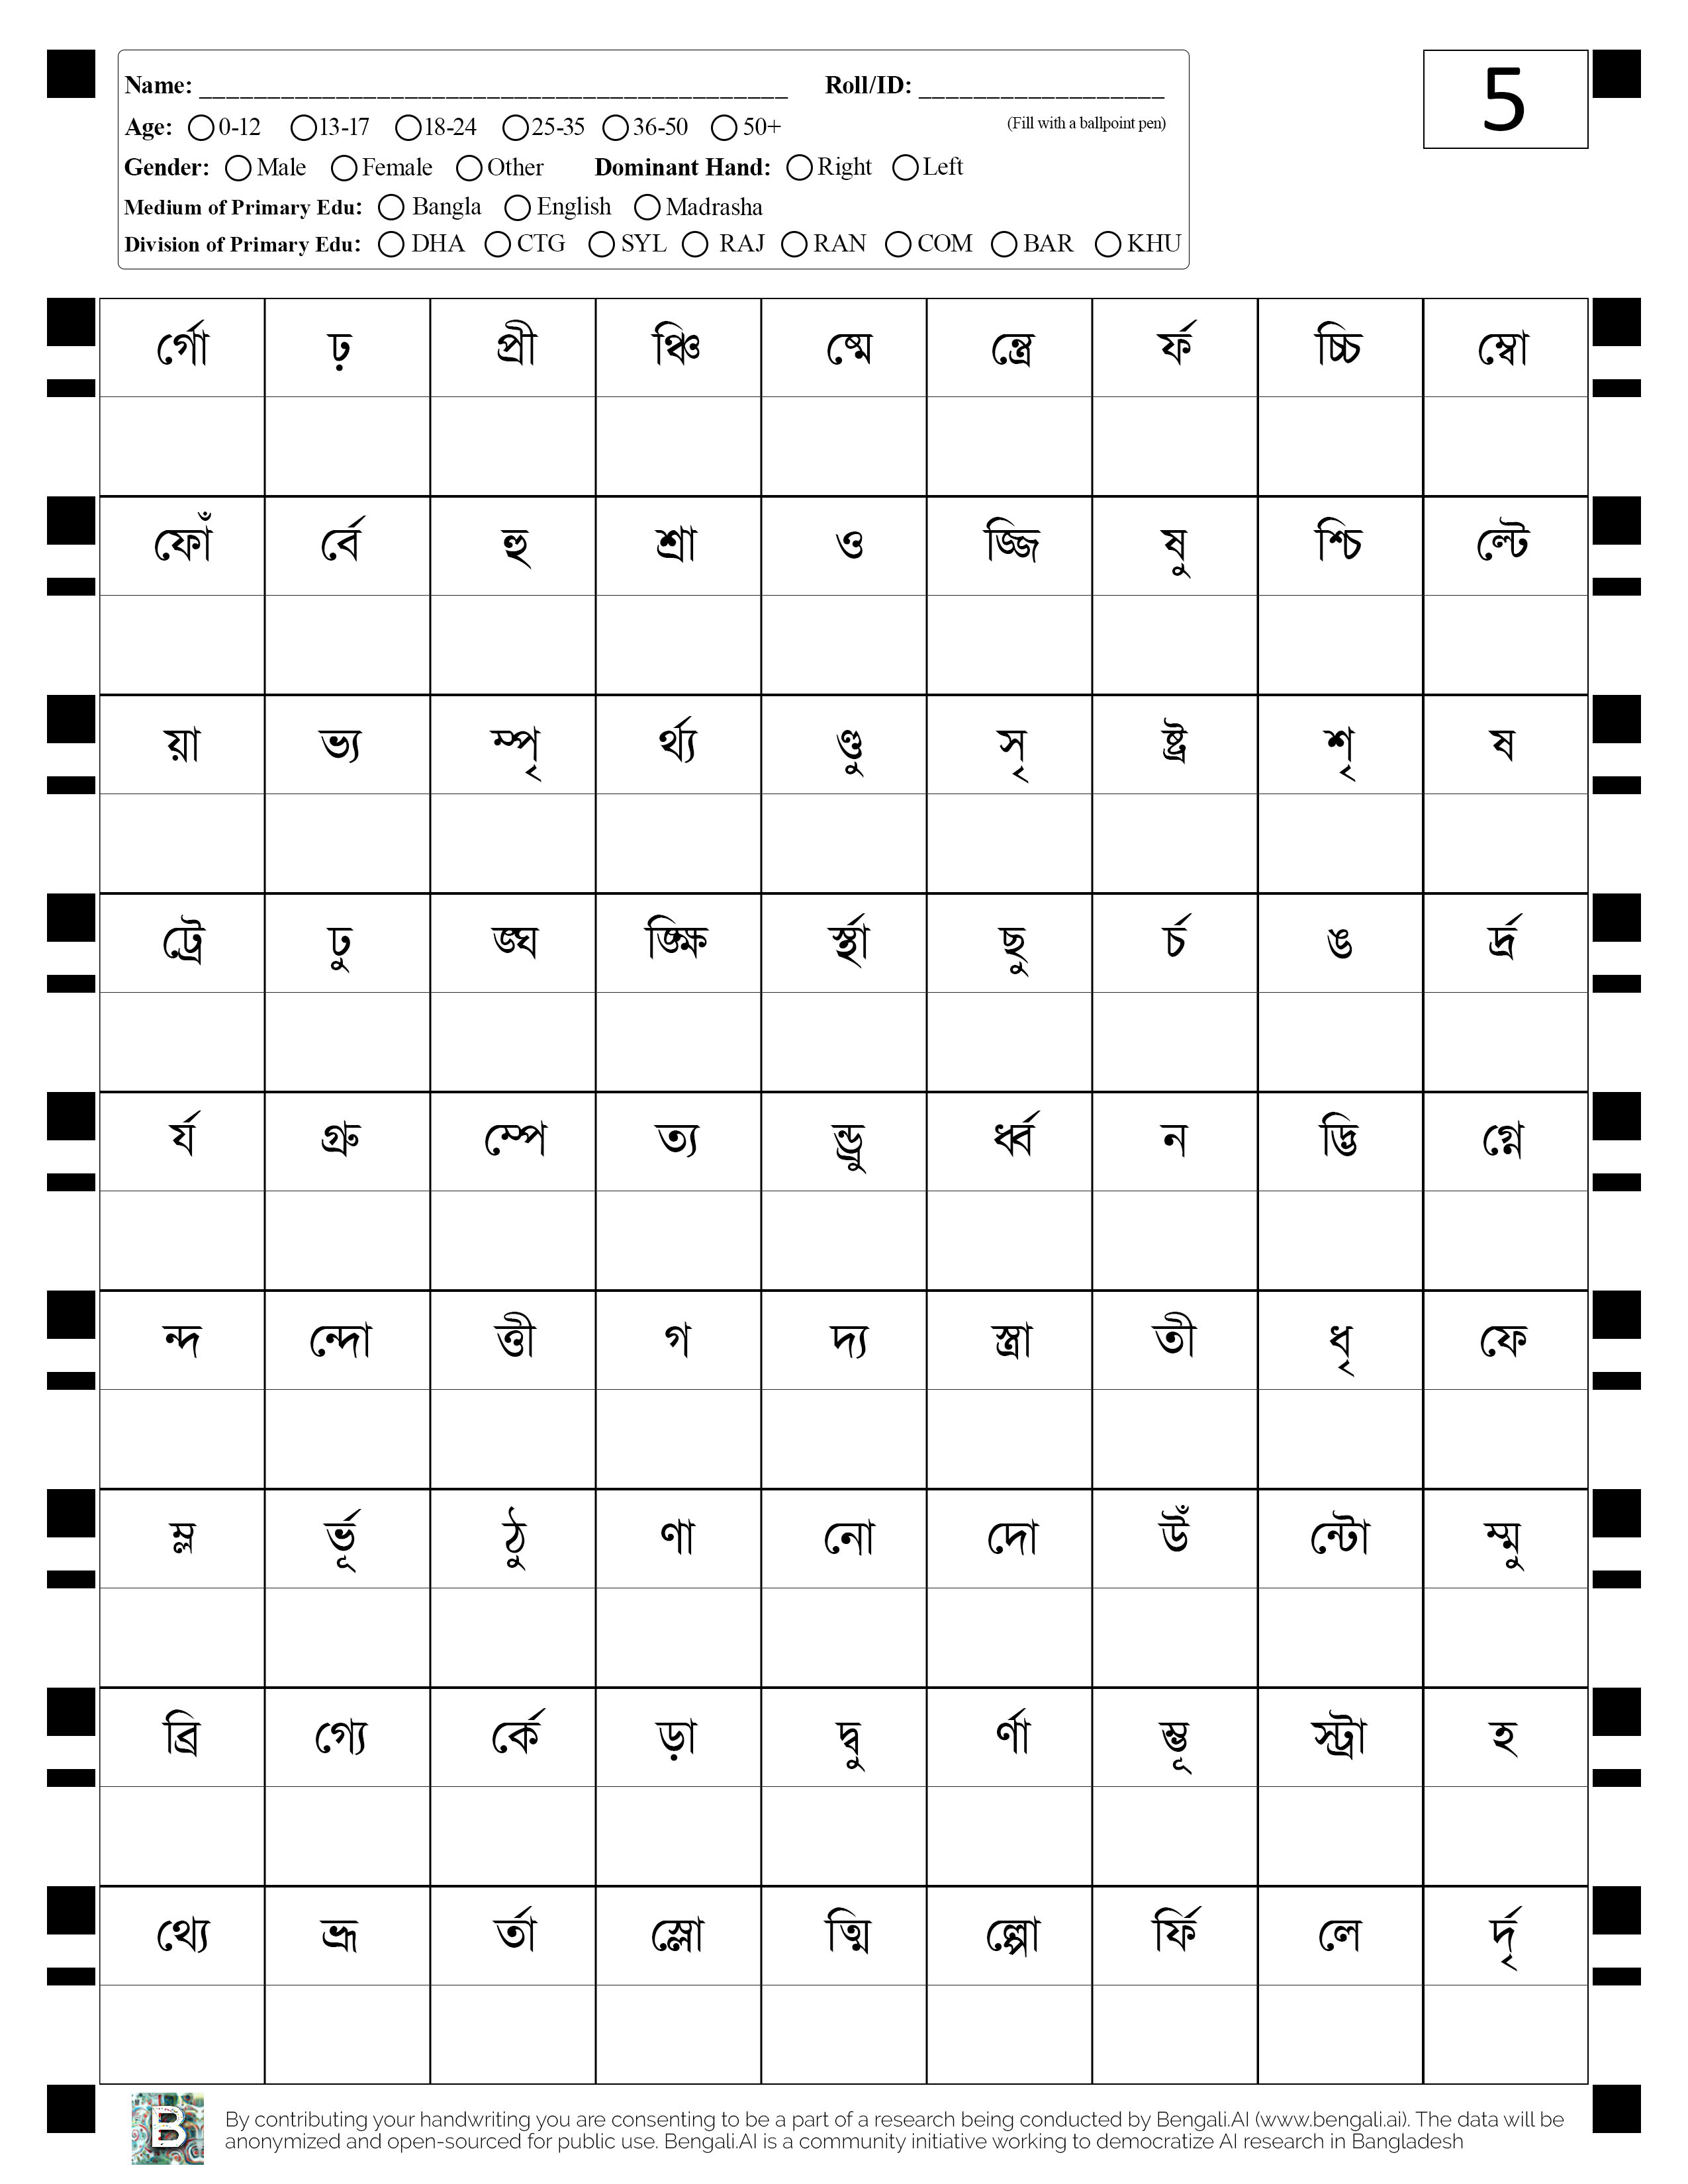 Name: ___________________________________________ Roll/ID: __________________
5
Age: 0-12 13-17 18-24 25-35 36-50 50+ (Fill with a ballpoint pen)
Gender: Male Female Other Dominant Hand: Right Left
Medium of Primary Edu: Bangla English Madrasha
Division of Primary Edu: DHA CTG SYL RAJ RAN COM BAR KHU
র্গো ঢ় প্রী ঞ্চি ষ্মে ন্ত্রে র্ফ চ্চি ম্বো
ফোঁ র্বে হু শ্রা ও জ্জি ষু শ্চি ল্টে
য়া ভ্য ম্পৃ র্থ্য ণ্ডু সৃ ষ্ট্র শৃ ষ
ট্রে ঢু ঙ্ঘ ঙ্ক্ষি র্স্থা ছু র্চ ঙ র্দ্র
র্য গ্রু ম্পে ত্য ন্ড্রু র্ধ্ব ন দ্ভি গ্নে
ন্দ ন্দো ত্তী গ দ্য স্ত্রা তী ধৃ ফে
ম্ল র্ভূ ঠু ণা নো দো উঁ ন্টো ম্মু
ব্রি গ্যে র্কে ড়া দ্বু র্ণা ম্ভূ স্ট্রা হ
থ্যে ভ্রূ র্তা স্লো ত্মি ল্পো র্ফি লে র্দৃ
B
By contributing your handwriting you are consenting to be a part of a research being conducted by Bengali.AI (www.bengali.ai). The data will be
anonymized and open-sourced for public use. Bengali.AI is a community initiative working to democratize AI research in Bangladesh